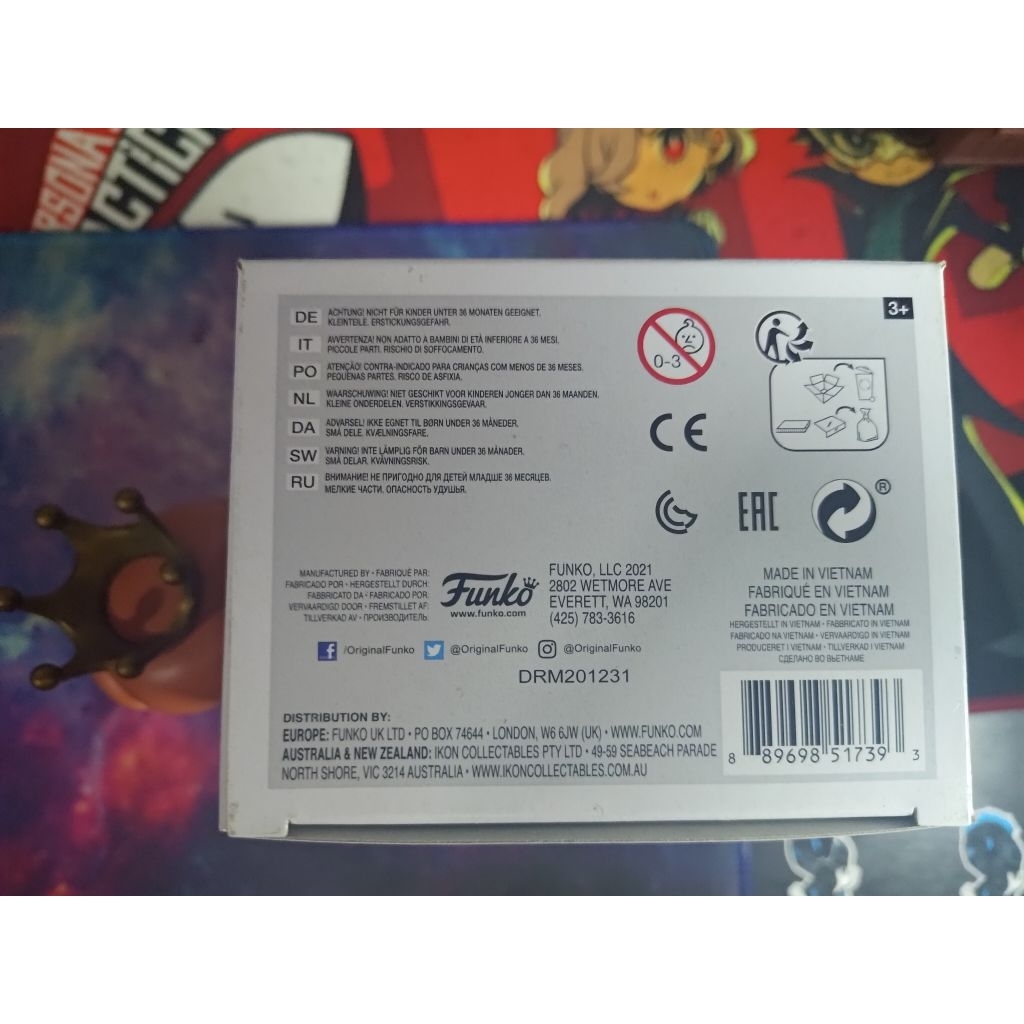 PERSONA
TACTICA
3+
DE ACHTUNG! NICHT FÜR KINDER UNTER 36 MONATEN GEEIGNET.
KLEINTEILE. ERSTICKUNGSGEFAHR.
IT AVVERTENZA! NON ADATTO A BAMBINI DI ETÀ INFERIORE A 36 MESI,
PICCOLE PARTI. RISCHIO DI SOFFOCAMENTO.
PO ATENÇÃO! CONTRA-INDICADO PARA CRIANÇAS COM MENOS DE 36 MESES.
PEQUENAS PARTES. RISCO DE ASFIXIA.
NL WAARSCHUWING! NIET GESCHIKT VOOR KINDEREN JONGER DAN 36 MAANDEN.
KLEINE ONDERDELEN. VERSTIKKINGSGEVAAR.
DA ADVARSEL! IKKE EGNET TIL BØRN UNDER 36 MÅNEDER.
SMÅ DELE. KVÆLNINGSFARE.
SW VARNING! INTE LÄMPLIG FÖR BARN UNDER 36 MÅNADER.
SMÅ DELAR. KVÄVNINGSRISK.
RU ВНИМАНИЕ! НЕ ПРИГОДНО ДЛЯ ДЕТЕЙ МЛАДШЕ 36 МЕСЯЦЕВ.
МЕЛКИЕ ЧАСТИ. ОПАСНОСТЬ УДУШЬЯ.
0-3
CE
EAC
®
MANUFACTURED BY • FABRIQUÉ PAR:
FABRICADO POR • HERGESTELLT DURCH:
FABBRICATO DA • FABRICADO POR:
VERVAARDIGD DOOR • FREMSTILLET AF:
TILLVERKAD AV • ПРОИЗВОДИТЕЛЬ:
Funko
www.funko.com
FUNKO, LLC 2021
2802 WETMORE AVE
EVERETT, WA 98201
(425) 783-3616
/OriginalFunko @OriginalFunko @OriginalFunko
DRM201231
MADE IN VIETNAM
FABRIQUÉ EN VIETNAM
FABRICADO EN VIETNAM
HERGESTELLT IN VIETNAM • FABBRICATO IN VIETNAM
FABRICADO NA VIETNAM • VERVAARDIGD IN VIETNAM
PRODUCERET I VIETNAM • TILLVERKAD I VIETNAM
СДЕЛАНО ВО ВЬЕТНАМЕ
DISTRIBUTION BY:
EUROPE: FUNKO UK LTD • PO BOX 74644 • LONDON, W6 6JW (UK) • WWW.FUNKO.COM
AUSTRALIA & NEW ZEALAND: IKON COLLECTABLES PTY LTD • 49-59 SEABEACH PARADE
NORTH SHORE, VIC 3214 AUSTRALIA • WWW.IKONCOLLECTABLES.COM.AU
8 89698 51739 3